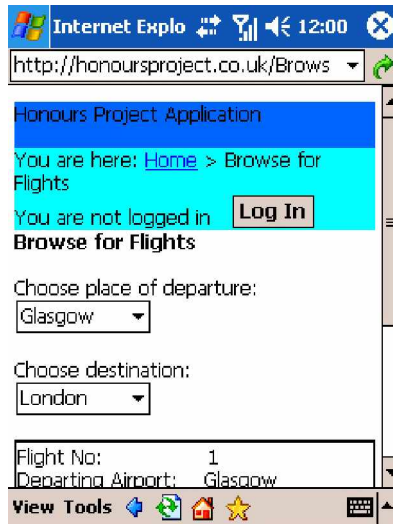 Internet Explo 12:00
http://honoursproject.co.uk/Brows
Honours Project Application
You are here: Home > Browse for
Flights
You are not logged in Log In
Browse for Flights
Choose place of departure:
Glasgow
Choose destination:
London
Flight No: 1
Departing Airport: Glasgow
View Tools